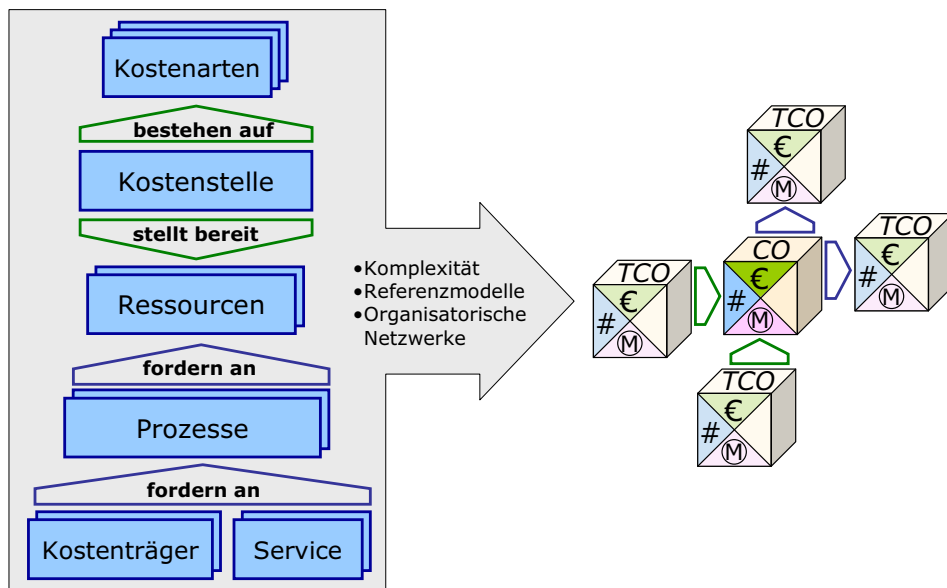 Kostenarten
bestehen auf
Kostenstelle
stellt bereit
Ressourcen
fordern an
Prozesse
fordern an
Kostenträger
Service
•Komplexität
•Referenzmodelle
•Organisatorische
Netzwerke
TCO
€
#
M
TCO
€
#
M
CO
€
#
M
TCO
€
#
M
TCO
€
#
M